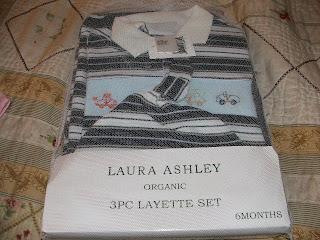 LAURA ASHLEY
ORGANIC
3PC LAYETTE SET
6MONTHS